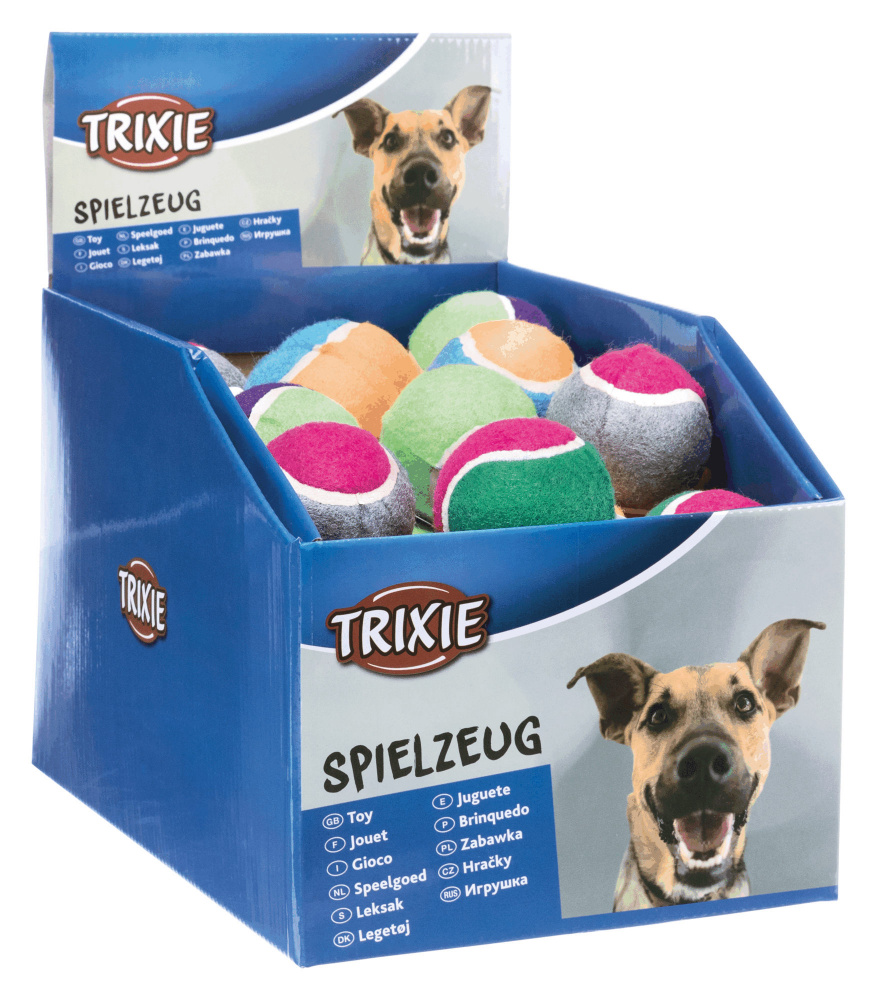 TRIXIE
SPIELZEUG
GB Toy
F Jouet
I Gioco
NL Speelgoed
S Leksak
DK Legetøj
E Juguete
P Brinquedo
PL Zabawka
CZ Hračky
RUS Игрушка
TRIXIE
TRIXIE
SPIELZEUG
GB Toy
F Jouet
I Gioco
NL Speelgoed
S Leksak
DK Legetøj
E Juguete
P Brinquedo
PL Zabawka
CZ Hračky
RUS Игрушка